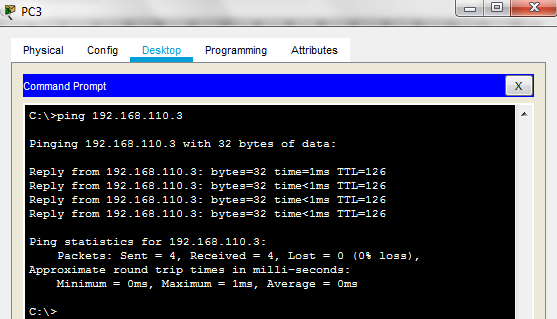 PC3
Physical Config Desktop Programming Attributes
Command Prompt X
C:\>ping 192.168.110.3
Pinging 192.168.110.3 with 32 bytes of data:
Reply from 192.168.110.3: bytes=32 time=1ms TTL=126
Reply from 192.168.110.3: bytes=32 time<1ms TTL=126
Reply from 192.168.110.3: bytes=32 time<1ms TTL=126
Reply from 192.168.110.3: bytes=32 time<1ms TTL=126
Ping statistics for 192.168.110.3:
Packets: Sent = 4, Received = 4, Lost = 0 (0% loss),
Approximate round trip times in milli-seconds:
Minimum = 0ms, Maximum = 1ms, Average = 0ms
C:\>